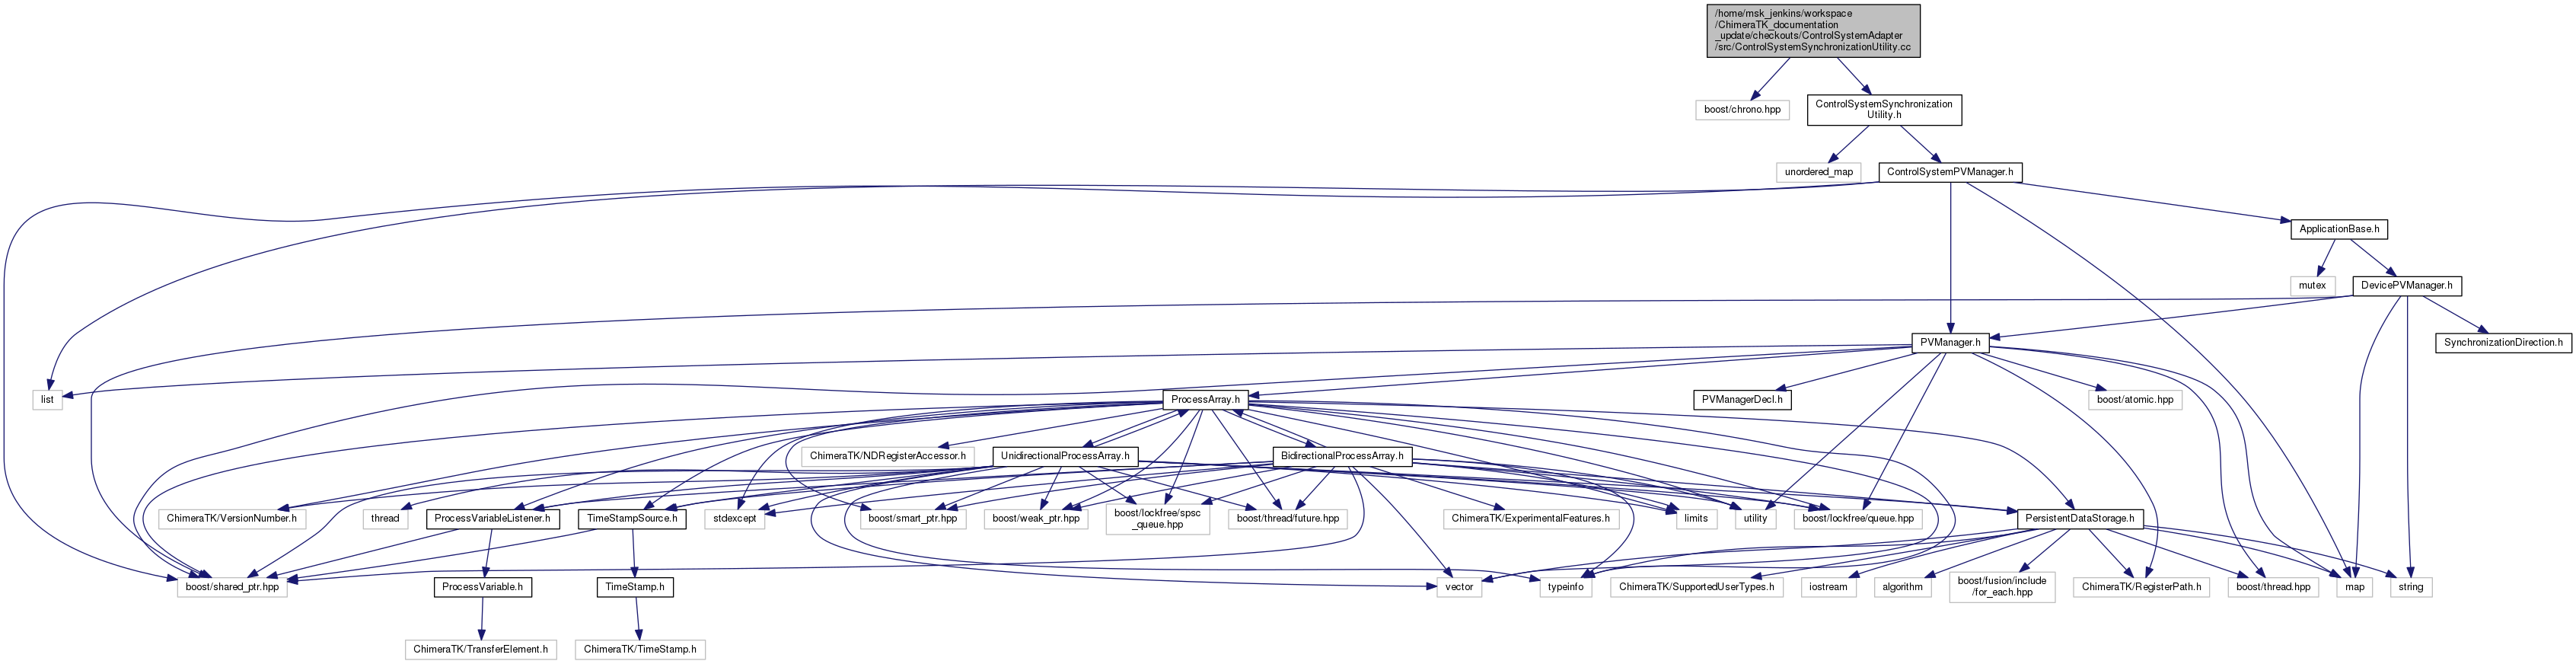 /home/msk_jenkins/workspace
/ChimeraTK_documentation
_update/checkouts/ControlSystemAdapter
/src/ControlSystemSynchronizationUtility.cc
boost/chrono.hpp
ControlSystemSynchronization
Utility.h
unordered_map
ControlSystemPVManager.h
ApplicationBase.h
mutex
DevicePVManager.h
PVManager.h
SynchronizationDirection.h
list
ProcessArray.h
PVManagerDecl.h
boost/atomic.hpp
ChimeraTK/NDRegisterAccessor.h
UnidirectionalProcessArray.h
BidirectionalProcessArray.h
ChimeraTK/VersionNumber.h
thread
ProcessVariableListener.h
TimeStampSource.h
stdexcept
boost/smart_ptr.hpp
boost/weak_ptr.hpp
boost/lockfree/spsc
_queue.hpp
boost/thread/future.hpp
ChimeraTK/ExperimentalFeatures.h
limits
utility
boost/lockfree/queue.hpp
PersistentDataStorage.h
boost/shared_ptr.hpp
ProcessVariable.h
TimeStamp.h
vector
typeinfo
ChimeraTK/SupportedUserTypes.h
iostream
algorithm
boost/fusion/include
/for_each.hpp
ChimeraTK/RegisterPath.h
boost/thread.hpp
map
string
ChimeraTK/TransferElement.h
ChimeraTK/TimeStamp.h